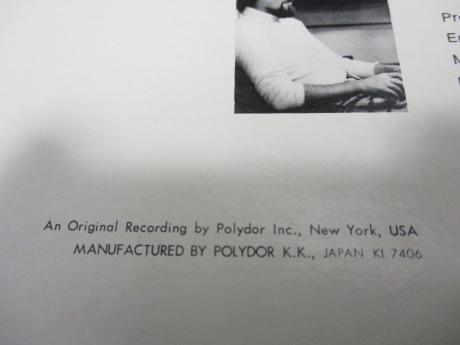 An Original Recording by Polydor Inc., New York, USA
MANUFACTURED BY POLYDOR K.K., JAPAN KI 7406